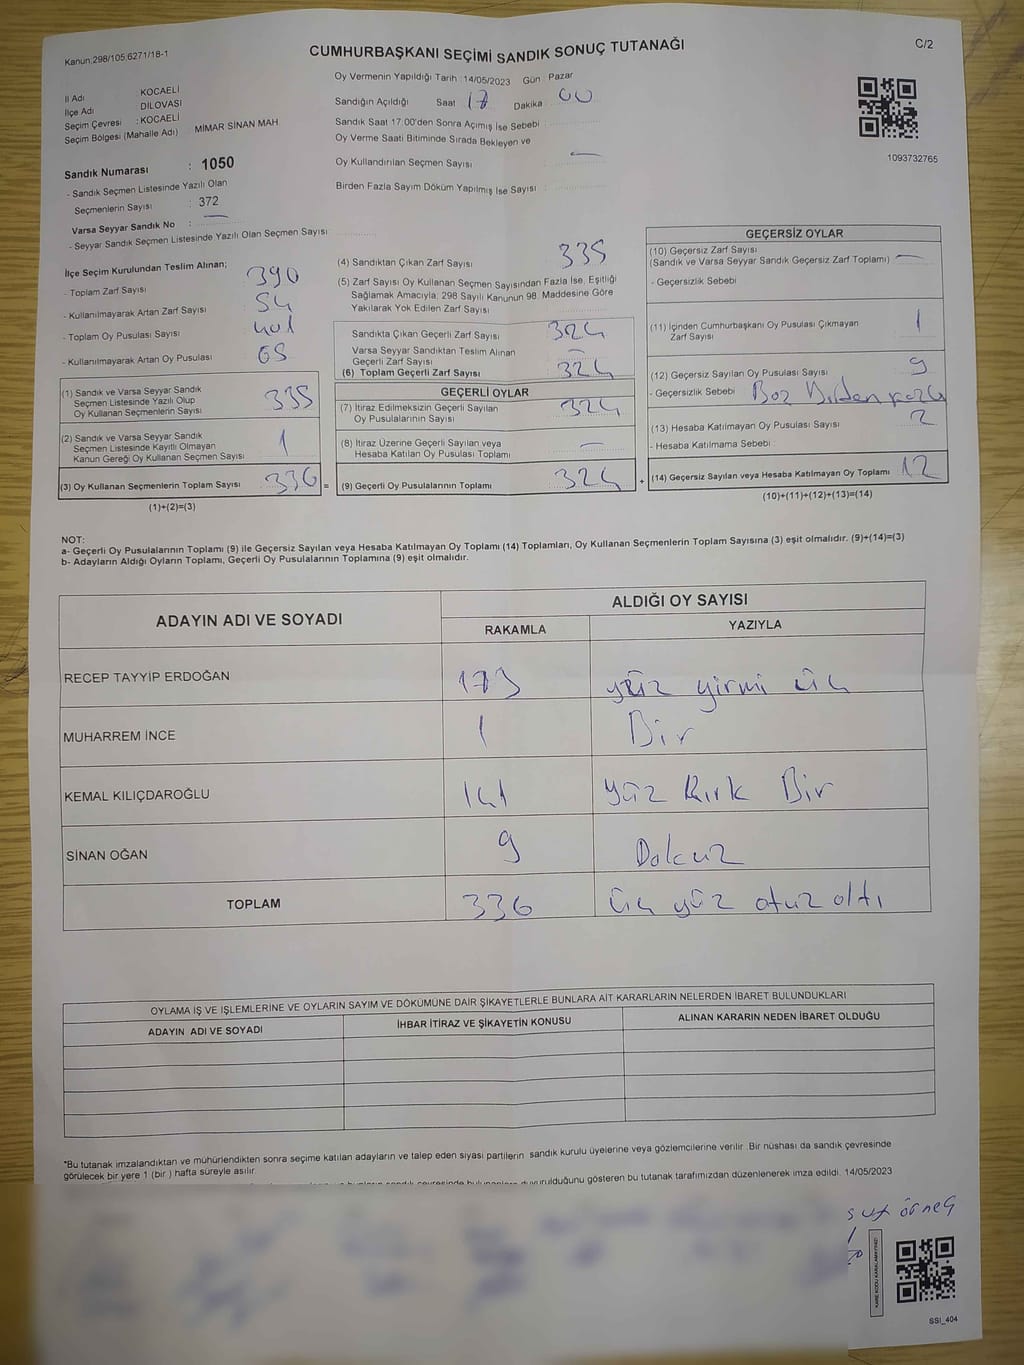 Kanun:298/105;6271/18-1
CUMHURBAŞKANI SEÇİMİ SANDIK SONUÇ TUTANAĞI
C/2
İl Adı KOCAELİ
İlçe Adı DİLOVASI
Seçim Çevresi : KOCAELİ
Seçim Bölgesi (Mahalle Adı) MİMAR SİNAN MAH
Oy Vermenin Yapıldığı Tarih :14/05/2023 Gün : Pazar
Sandığın Açıldığı Saat 17 Dakika : 00
Sandık Saat 17:00'den Sonra Açımış İse Sebebi :
Oy Verme Saati Bitiminde Sırada Bekleyen ve
Oy Kullandırılan Seçmen Sayısı : —
Birden Fazla Sayım Döküm Yapılmış İse Sayısı :
1093732765
Sandık Numarası : 1050
- Sandık Seçmen Listesinde Yazılı Olan
Seçmenlerin Sayısı : 372
Varsa Seyyar Sandık No : —
- Seyyar Sandık Seçmen Listesinde Yazılı Olan Seçmen Sayısı
İlçe Seçim Kurulundan Teslim Alınan;
- Toplam Zarf Sayısı 390
- Kullanılmayarak Artan Zarf Sayısı : 54
- Toplam Oy Pusulası Sayısı : 401
- Kullanılmayarak Artan Oy Pusulası : 65
(1) Sandık ve Varsa Seyyar Sandık
Seçmen Listesinde Yazılı Olup
Oy Kullanan Seçmenlerin Sayısı 335
(2) Sandık ve Varsa Seyyar Sandık
Seçmen Listesinde Kayıtlı Olmayan
Kanun Gereği Oy Kullanan Seçmen Sayısı 1
(3) Oy Kullanan Seçmenlerin Toplam Sayısı 336 =
(1)+(2)=(3)
(4) Sandıktan Çıkan Zarf Sayısı 335
(5) Zarf Sayısı Oy Kullanan Seçmen Sayısından Fazla İse, Eşitliği
Sağlamak Amacıyla; 298 Sayılı Kanunun 98. Maddesine Göre
Yakılarak Yok Edilen Zarf Sayısı
Sandıkta Çıkan Geçerli Zarf Sayısı 324
Varsa Seyyar Sandıktan Teslim Alınan
Geçerli Zarf Sayısı —
(6) Toplam Geçerli Zarf Sayısı 324
GEÇERLİ OYLAR
(7) İtiraz Edilmeksizin Geçerli Sayılan
Oy Pusulalarının Sayısı 324
(8) İtiraz Üzerine Geçerli Sayılan veya
Hesaba Katılan Oy Pusulası Toplamı —
(9) Geçerli Oy Pusulalarının Toplamı 324 +
GEÇERSİZ OYLAR
(10) Geçersiz Zarf Sayısı
(Sandık ve Varsa Seyyar Sandık Geçersiz Zarf Toplamı) —
- Geçersizlik Sebebi
(11) İçinden Cumhurbaşkanı Oy Pusulası Çıkmayan
Zarf Sayısı 1
(12) Geçersiz Sayılan Oy Pusulası Sayısı 9
- Geçersizlik Sebebi Boz Birden fazla
(13) Hesaba Katılmayan Oy Pusulası Sayısı 2
- Hesaba Katılmama Sebebi :
(14) Geçersiz Sayılan veya Hesaba Katılmayan Oy Toplamı 12
(10)+(11)+(12)+(13)=(14)
NOT:
a- Geçerli Oy Pusulalarının Toplamı (9) ile Geçersiz Sayılan veya Hesaba Katılmayan Oy Toplamı (14) Toplamları, Oy Kullanan Seçmenlerin Toplam Sayısına (3) eşit olmalıdır. (9)+(14)=(3)
b- Adayların Aldığı Oyların Toplamı, Geçerli Oy Pusulalarının Toplamına (9) eşit olmalıdır.
ADAYIN ADI VE SOYADI
ALDIĞI OY SAYISI
RAKAMLA YAZIYLA
RECEP TAYYİP ERDOĞAN 173 yüz yirmi üç
MUHARREM İNCE 1 Bir
KEMAL KILIÇDAROĞLU 141 yüz kırk Bir
SİNAN OĞAN 9 Dokuz
TOPLAM 336 üç yüz otuz altı
OYLAMA İŞ VE İŞLEMLERİNE VE OYLARIN SAYIM VE DÖKÜMÜNE DAİR ŞİKAYETLERLE BUNLARA AİT KARARLARIN NELERDEN İBARET BULUNDUKLARI
ADAYIN ADI VE SOYADI İHBAR İTİRAZ VE ŞİKAYETİN KONUSU ALINAN KARARIN NEDEN İBARET OLDUĞU
*Bu tutanak imzalandıktan ve mühürlendikten sonra seçime katılan adayların ve talep eden siyasi partilerin sandık kurulu üyelerine veya gözlemcilerine verilir. Bir nüshası da sandık çevresinde
görülecek bir yere 1 (bir ) hafta süreyle asılır.
duyurulduğunu gösteren bu tutanak tarafımızdan düzenlenerek imza edildi. 14/05/2023
örneg
KARE KODU KARALAMAYINIZ!
SSI_404